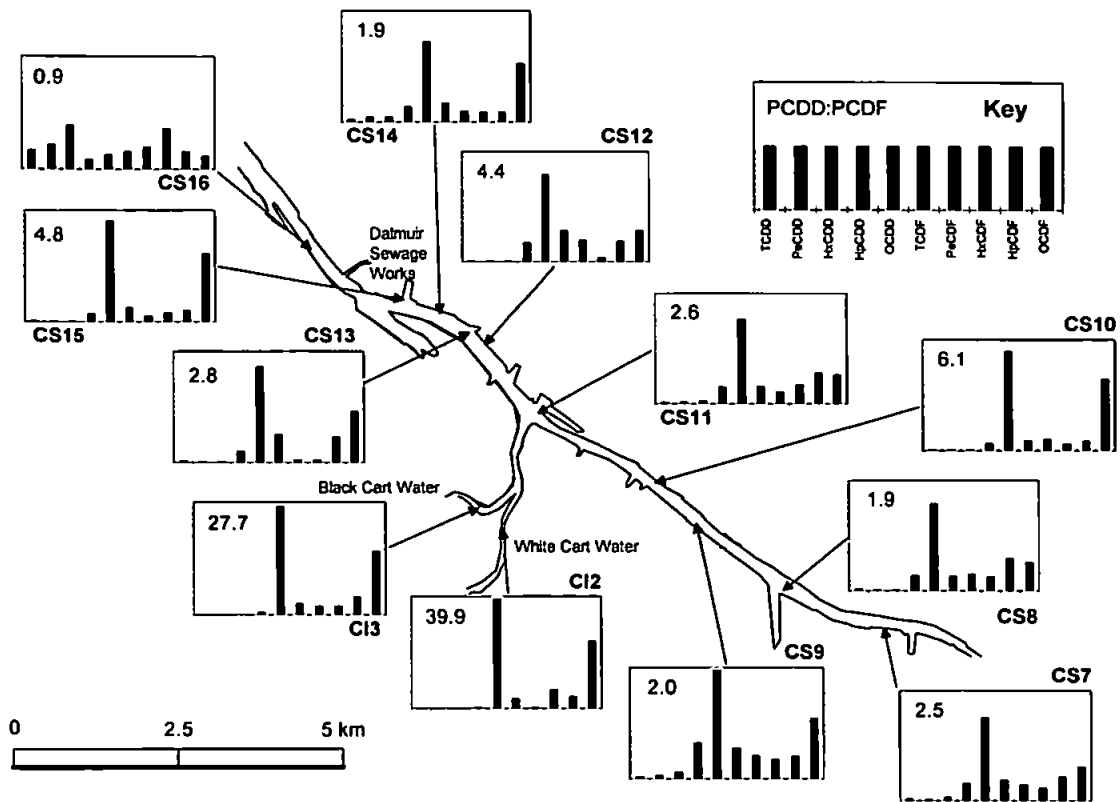 1.9
CS14
0.9
CS16
CS12
4.4
PCDD:PCDF Key
TCDD
PeCDD
HxCDD
HpCDD
OCDD
TCDF
PeCDF
HxCDF
HpCDF
OCDF
4.8
CS15
Datmuir
Sewage
Works
CS13
2.8
2.6
CS11
CS10
6.1
Black Cart Water
27.7
CI3
White Cart Water
CI2
39.9
1.9
CS8
CS9
2.0
CS7
2.5
0 2.5 5 km